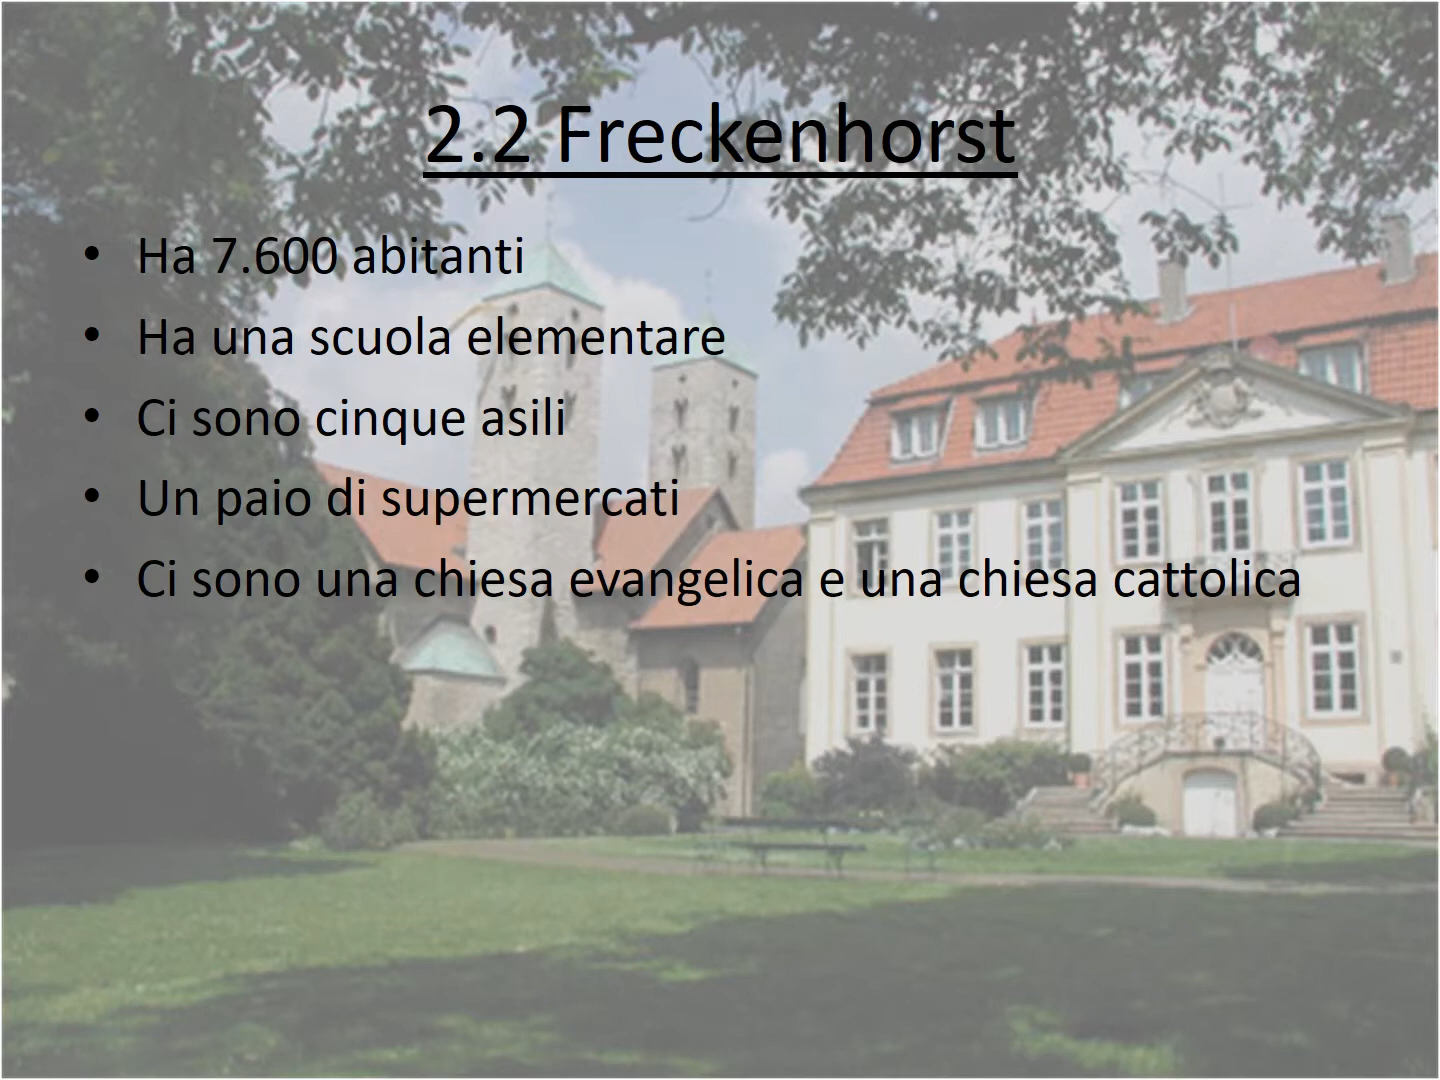 2.2 Freckenhorst
• Ha 7.600 abitanti
• Ha una scuola elementare
• Ci sono cinque asili
• Un paio di supermercati
• Ci sono una chiesa evangelica e una chiesa cattolica